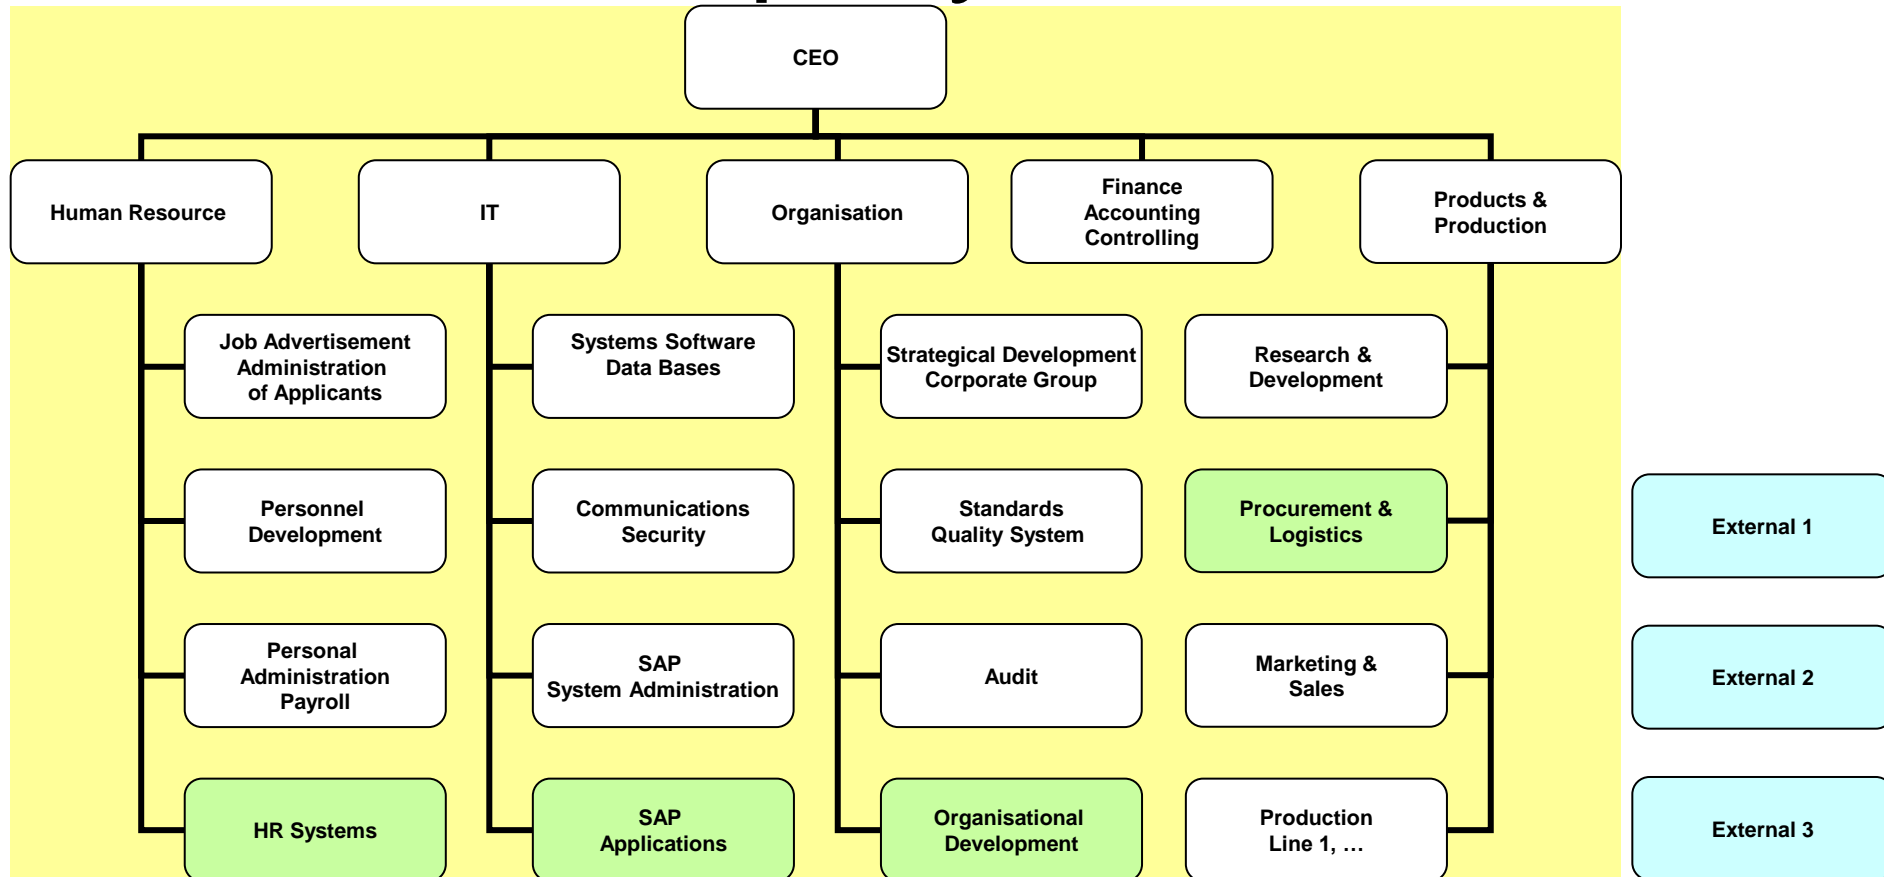 CEO
Human Resource
IT
Organisation
Finance
Accounting
Controlling
Products &
Production
Job Advertisement
Administration
of Applicants
Systems Software
Data Bases
Strategical Development
Corporate Group
Research &
Development
Personnel
Development
Communications
Security
Standards
Quality System
Procurement &
Logistics
External 1
Personal
Administration
Payroll
SAP
System Administration
Audit
Marketing &
Sales
External 2
HR Systems
SAP
Applications
Organisational
Development
Production
Line 1, …
External 3